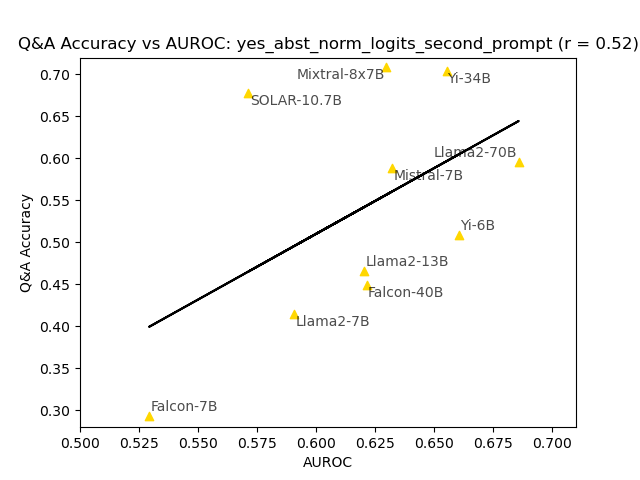 Q&A Accuracy vs AUROC: yes_abst_norm_logits_second_prompt (r = 0.52)
0.70
0.65
0.60
0.55
0.50
0.45
0.40
0.35
0.30
Q&A Accuracy
Mixtral-8x7B
Yi-34B
SOLAR-10.7B
Llama2-70B
Mistral-7B
Yi-6B
Llama2-13B
Falcon-40B
Llama2-7B
Falcon-7B
0.500 0.525 0.550 0.575 0.600 0.625 0.650 0.675 0.700
AUROC